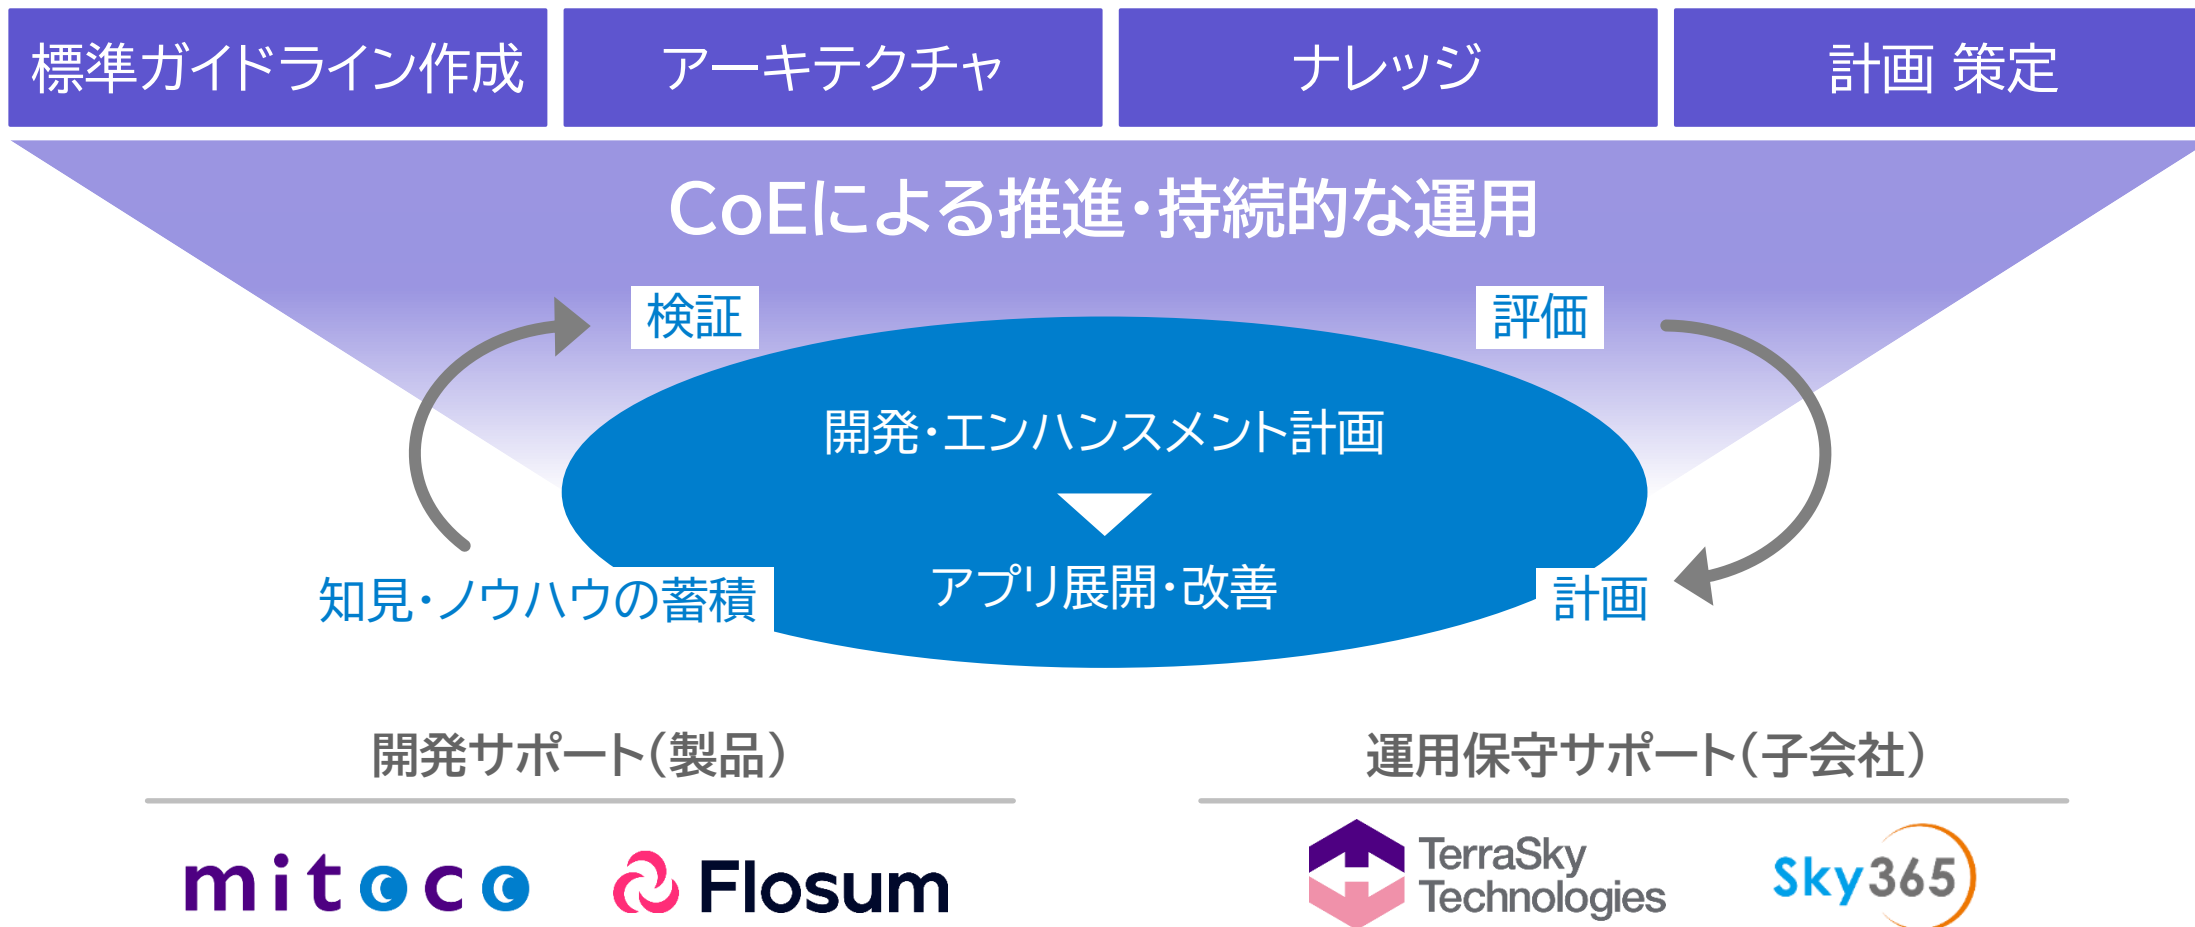 標準ガイドライン作成
アーキテクチャ
ナレッジ
計画 策定
CoEによる推進・持続的な運用
検証
評価
開発・エンハンスメント計画
アプリ展開・改善
知見・ノウハウの蓄積
計画
開発サポート（製品）
運用保守サポート（子会社）
mitoco
Flosum
TerraSky
Technologies
Sky365